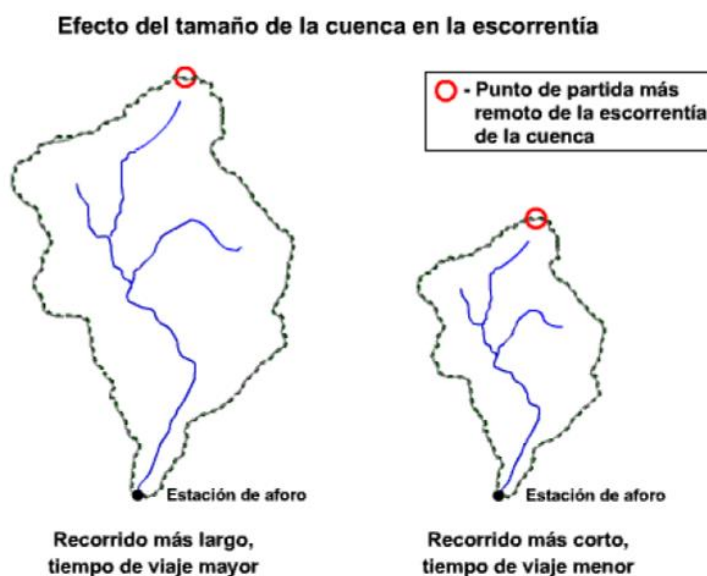 Efecto del tamaño de la cuenca en la escorrentía
- Punto de partida más
remoto de la escorrentía
de la cuenca
Estación de aforo
Estación de aforo
Recorrido más largo,
tiempo de viaje mayor
Recorrido más corto,
tiempo de viaje menor